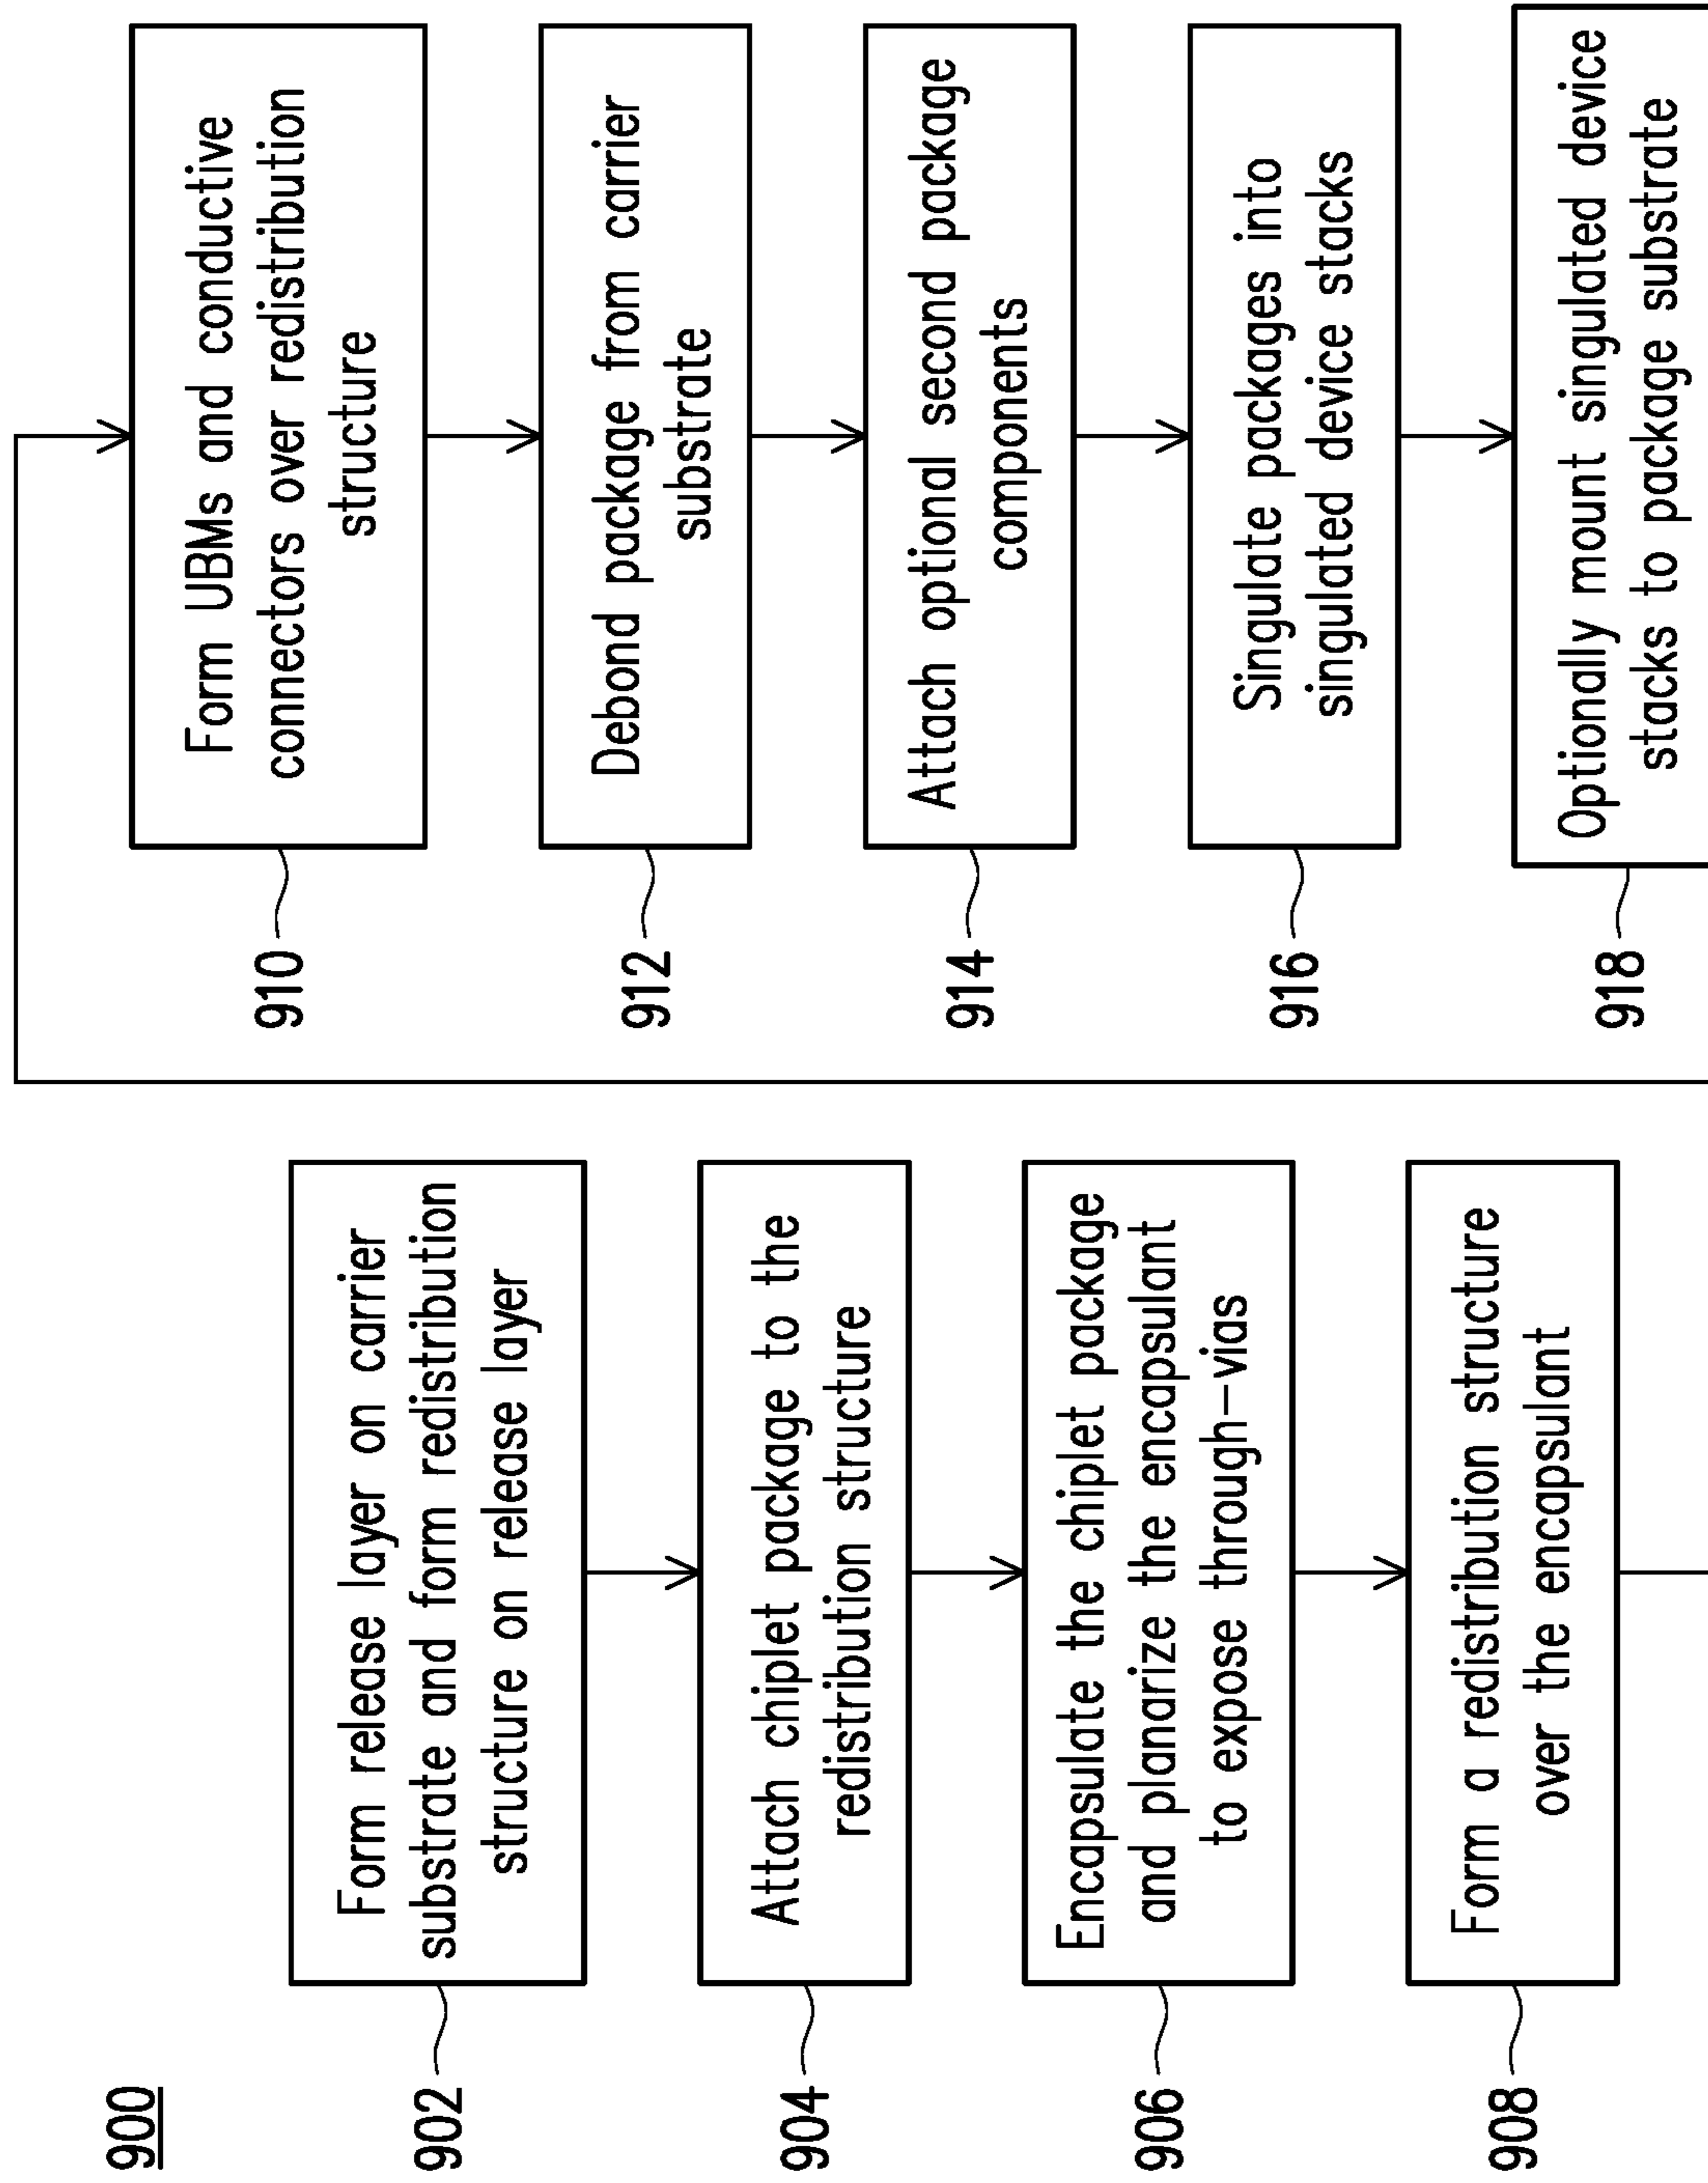 900
902
Form release layer on carrier
substrate and form redistribution
structure on release layer
904
Attach chiplet package to the
redistribution structure
906
Encapsulate the chiplet package
and planarize the encapsulant
to expose through-vias
908
Form a redistribution structure
over the encapsulant
910
Form UBMs and conductive
connectors over redistribution
structure
912
Debond package from carrier
substrate
914
Attach optional second package
components
916
Singulate packages into
singulated device stacks
918
Optionally mount singulated device
stacks to package substrate